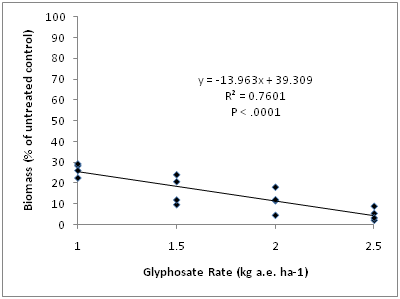 100
90
80
70
60
50
40
30
20
10
0
Biomass (% of untreated control)
y = -13.963x + 39.309
R² = 0.7601
P < .0001
1 1.5 2 2.5
Glyphosate Rate (kg a.e. ha-1)